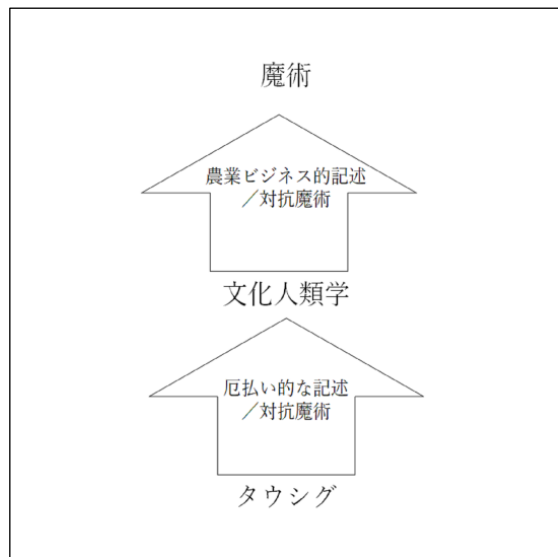 魔術
農業ビジネス的記述
／対抗魔術
文化人類学
厄払い的な記述
／対抗魔術
タウシグ